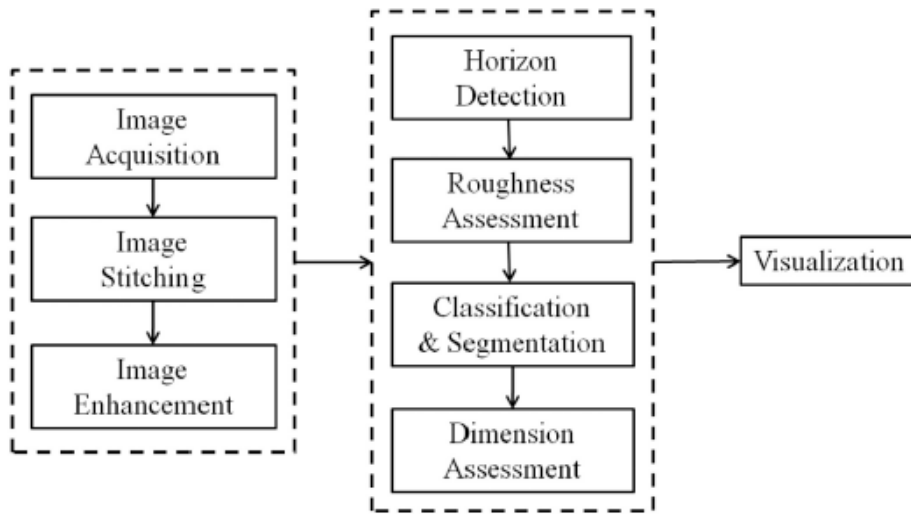 Image
Acquisition
Image
Stitching
Image
Enhancement
Horizon
Detection
Roughness
Assessment
Classification
& Segmentation
Dimension
Assessment
Visualization